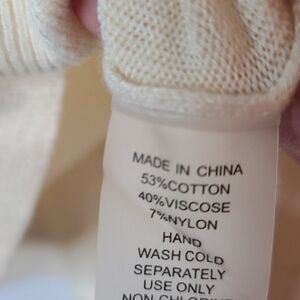 MADE IN CHINA
53%COTTON
40%VISCOSE
7%NYLON
HAND
WASH COLD
SEPARATELY
USE ONLY